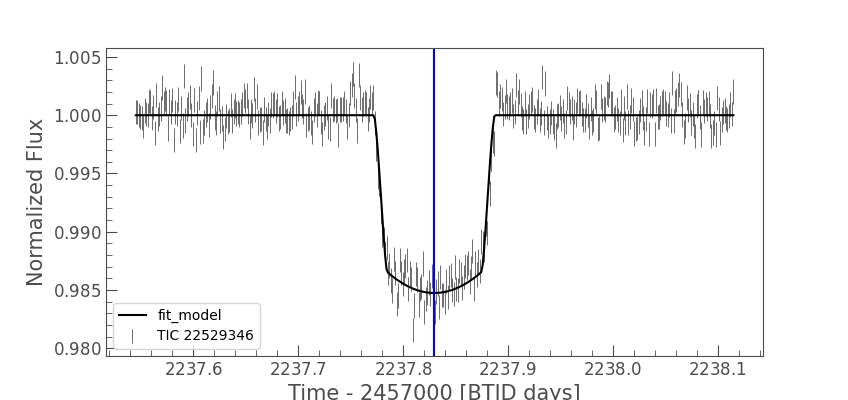 1.005
1.000
0.995
0.990
0.985
0.980
Normalized Flux
fit_model
TIC 22529346
2237.6 2237.7 2237.8 2237.9 2238.0 2238.1
Time - 2457000 [BTJD days]